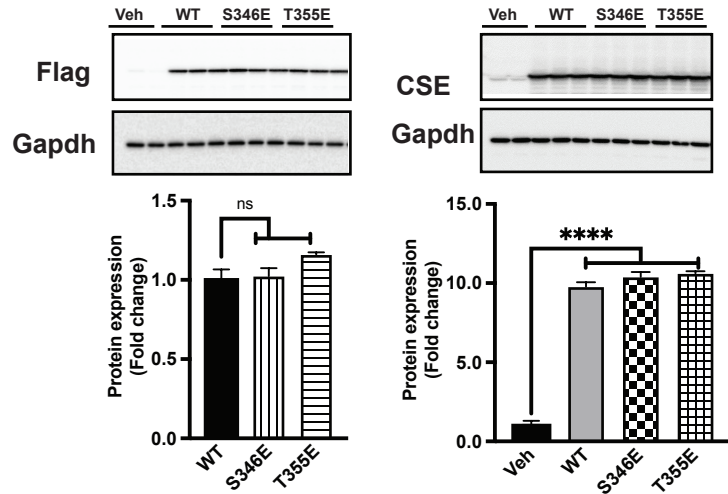 Veh WT S346E T355E
Flag
Gapdh
1.5
1.0
0.5
0.0
Protein expression
(Fold change)
ns
WT
S346E
T355E
Veh WT S346E T355E
CSE
Gapdh
15.0
10.0
5.0
0.0
Protein expression
(Fold change)
****
Veh
WT
S346E
T355E